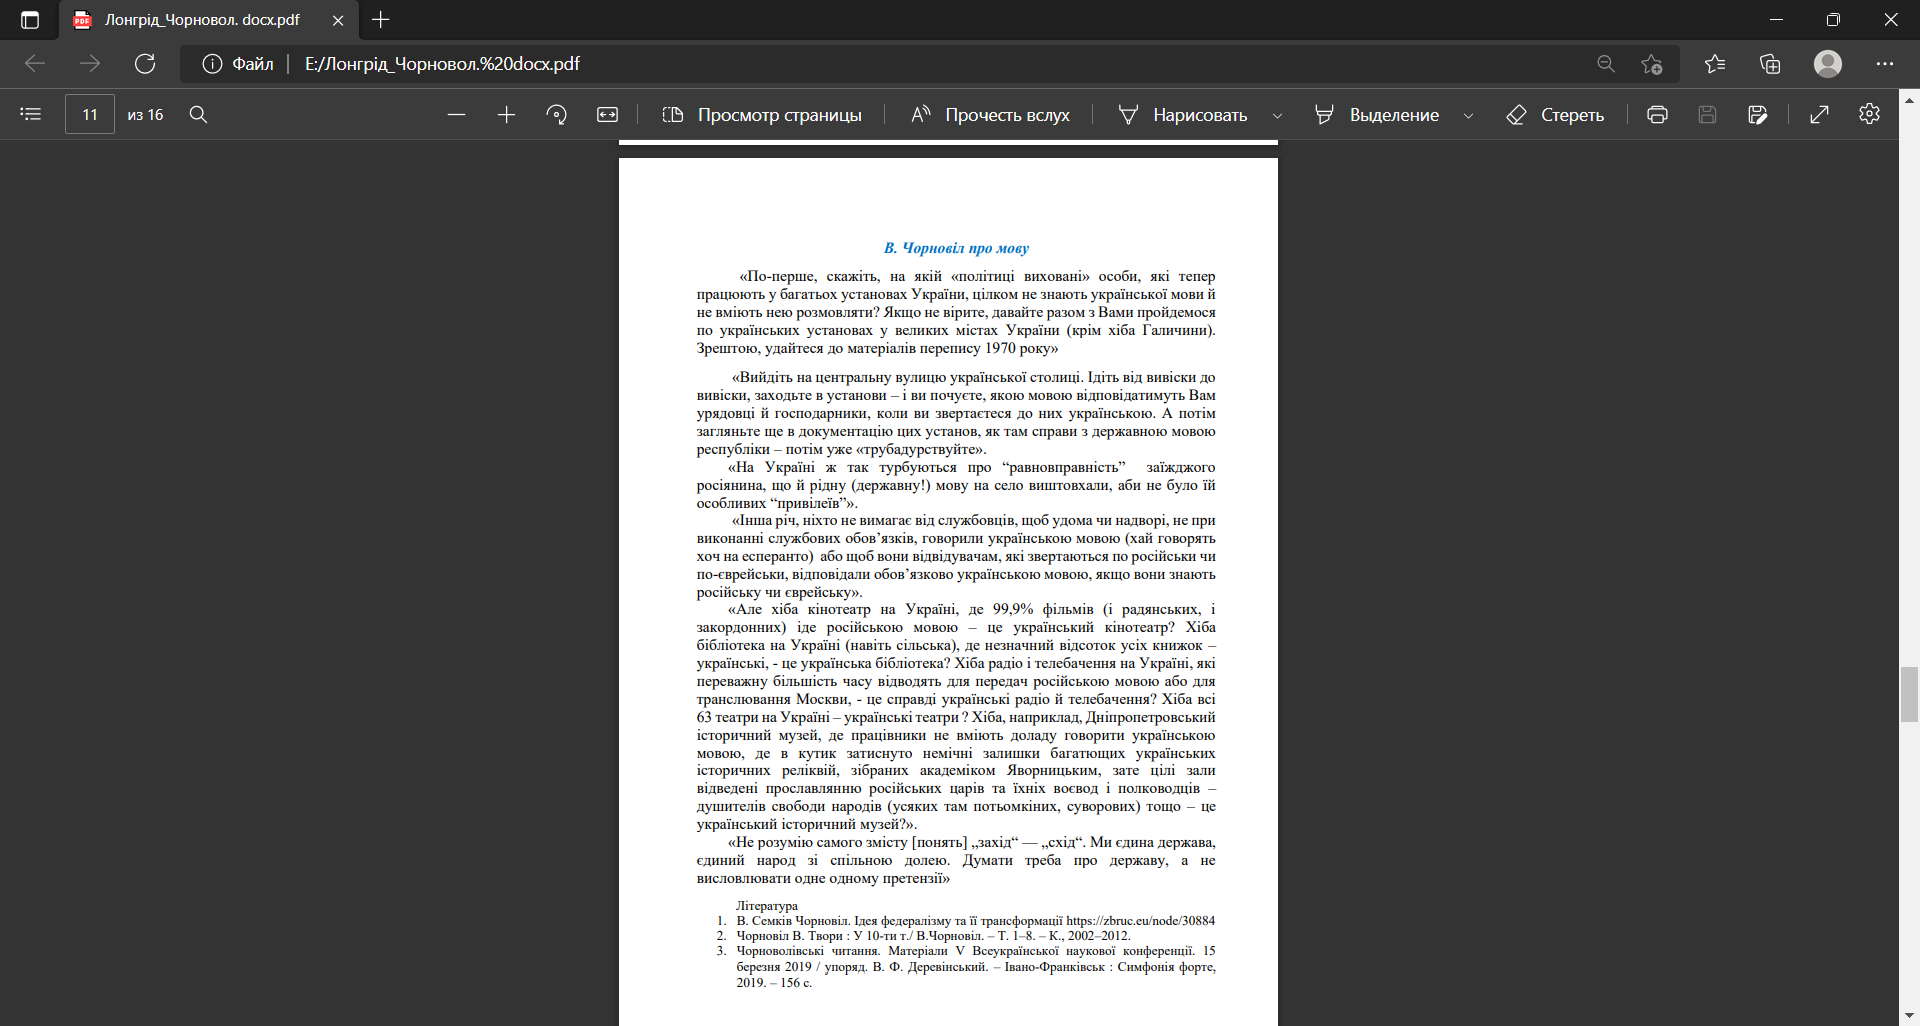 Лонгрід_Чорновол. docx.pdf
Файл E:/Лонгрід_Чорновол.%20docx.pdf
11 из 16 Просмотр страницы Прочесть вслух Нарисовать Выделение Стереть
В. Чорновіл про мову
«По-перше, скажіть, на якій «політиці виховані» особи, які тепер
працюють у багатьох установах України, цілком не знають української мови й
не вміють нею розмовляти? Якщо не вірите, давайте разом з Вами пройдемося
по українських установах у великих містах України (крім хіба Галичини).
Зрештою, удайтеся до матеріалів перепису 1970 року»
«Вийдіть на центральну вулицю української столиці. Ідіть від вивіски до
вивіски, заходьте в установи – і ви почуєте, якою мовою відповідатимуть Вам
урядовці й господарники, коли ви звертаєтеся до них українською. А потім
загляньте ще в документацію цих установ, як там справи з державною мовою
республіки – потім уже «трубадурствуйте».
«На Україні ж так турбуються про “равновправність” заїжджого
росіянина, що й рідну (державну!) мову на село виштовхали, аби не було їй
особливих “привілеїв”».
«Інша річ, ніхто не вимагає від службовців, щоб удома чи надворі, не при
виконанні службових обов’язків, говорили українською мовою (хай говорять
хоч на есперанто) або щоб вони відвідувачам, які звертаються по російськи чи
по-єврейськи, відповідали обов’язково українською мовою, якщо вони знають
російську чи єврейську».
«Але хіба кінотеатр на Україні, де 99,9% фільмів (і радянських, і
закордонних) іде російською мовою – це український кінотеатр? Хіба
бібліотека на Україні (навіть сільська), де незначний відсоток усіх книжок –
українські, - це українська бібліотека? Хіба радіо і телебачення на Україні, які
переважну більшість часу відводять для передач російською мовою або для
транслювання Москви, - це справді українські радіо й телебачення? Хіба всі
63 театри на Україні – українські театри ? Хіба, наприклад, Дніпропетровський
історичний музей, де працівники не вміють доладу говорити українською
мовою, де в кутик затиснуто немічні залишки багатющих українських
історичних реліквій, зібраних академіком Яворницьким, зате цілі зали
відведені прославлянню російських царів та їхніх воєвод і полководців –
душителів свободи народів (усяких там потьомкіних, суворових) тощо – це
український історичний музей?».
«Не розумію самого змісту [понять] „захід“ — „схід“. Ми єдина держава,
єдиний народ зі спільною долею. Думати треба про державу, а не
висловлювати одне одному претензії»
Література
1. В. Семків Чорновіл. Ідея федералізму та її трансформації https://zbruc.eu/node/30884
2. Чорновіл В. Твори : У 10-ти т./ В.Чорновіл. – Т. 1–8. – К., 2002–2012.
3. Чорноволівські читання. Матеріали V Всеукраїнської наукової конференції. 15
березня 2019 / упоряд. В. Ф. Деревінський. – Івано-Франківськ : Симфонія форте,
2019. – 156 с.